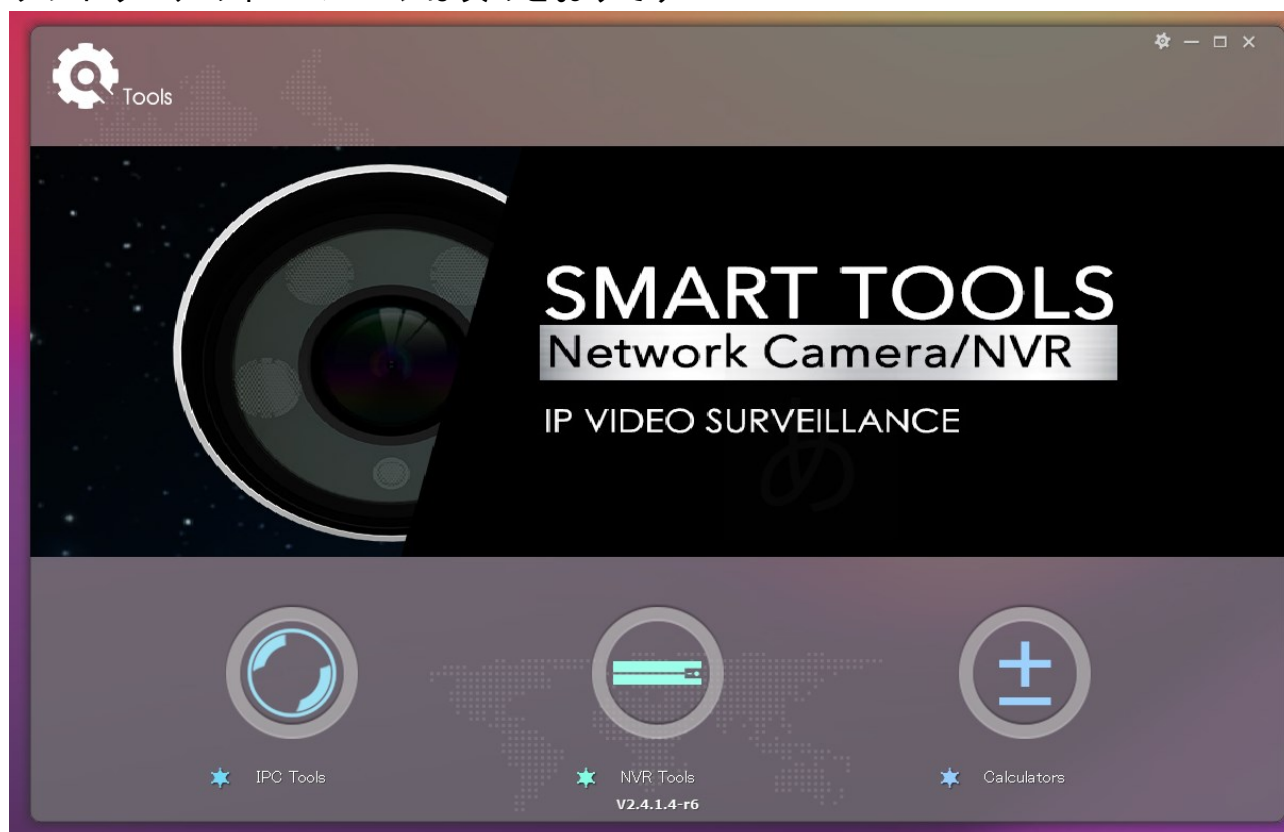 Tools
SMART TOOLS
Network Camera/NVR
IP VIDEO SURVEILLANCE
め
IPC Tools
NVR Tools
Calculators
V2.4.1.4-r6